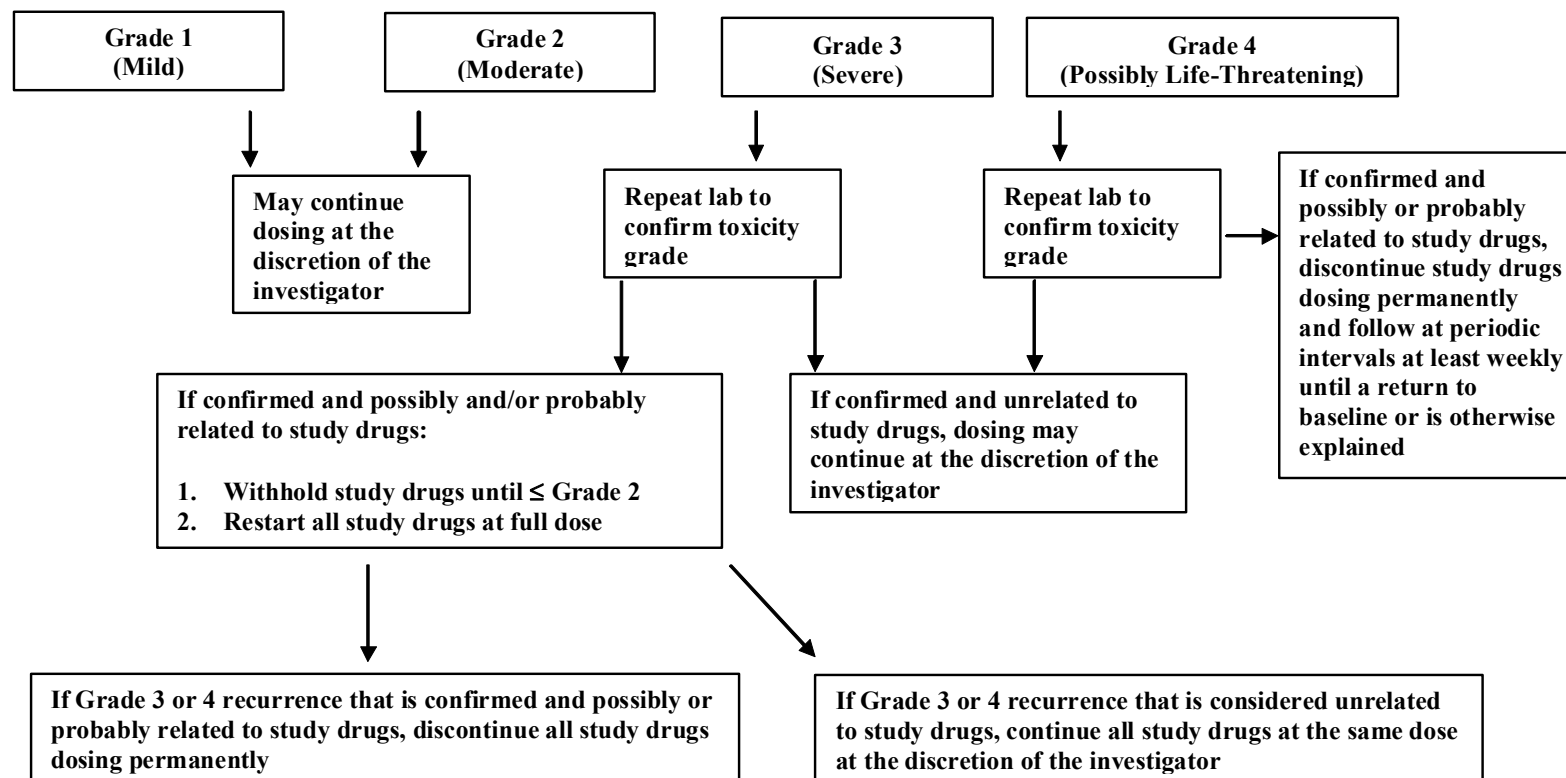 Grade 1
(Mild)
Grade 2
(Moderate)
Grade 3
(Severe)
Grade 4
(Possibly Life-Threatening)
May continue
dosing at the
discretion of the
investigator
Repeat lab to
confirm toxicity
grade
Repeat lab to
confirm toxicity
grade
If confirmed and
possibly or probably
related to study drugs,
discontinue study drugs
dosing permanently
and follow at periodic
intervals at least weekly
until a return to
baseline or is otherwise
explained
If confirmed and possibly and/or probably
related to study drugs:
1. Withhold study drugs until ≤ Grade 2
2. Restart all study drugs at full dose
If confirmed and unrelated to
study drugs, dosing may
continue at the discretion of the
investigator
If Grade 3 or 4 recurrence that is confirmed and possibly or
probably related to study drugs, discontinue all study drugs
dosing permanently
If Grade 3 or 4 recurrence that is considered unrelated
to study drugs, continue all study drugs at the same dose
at the discretion of the investigator